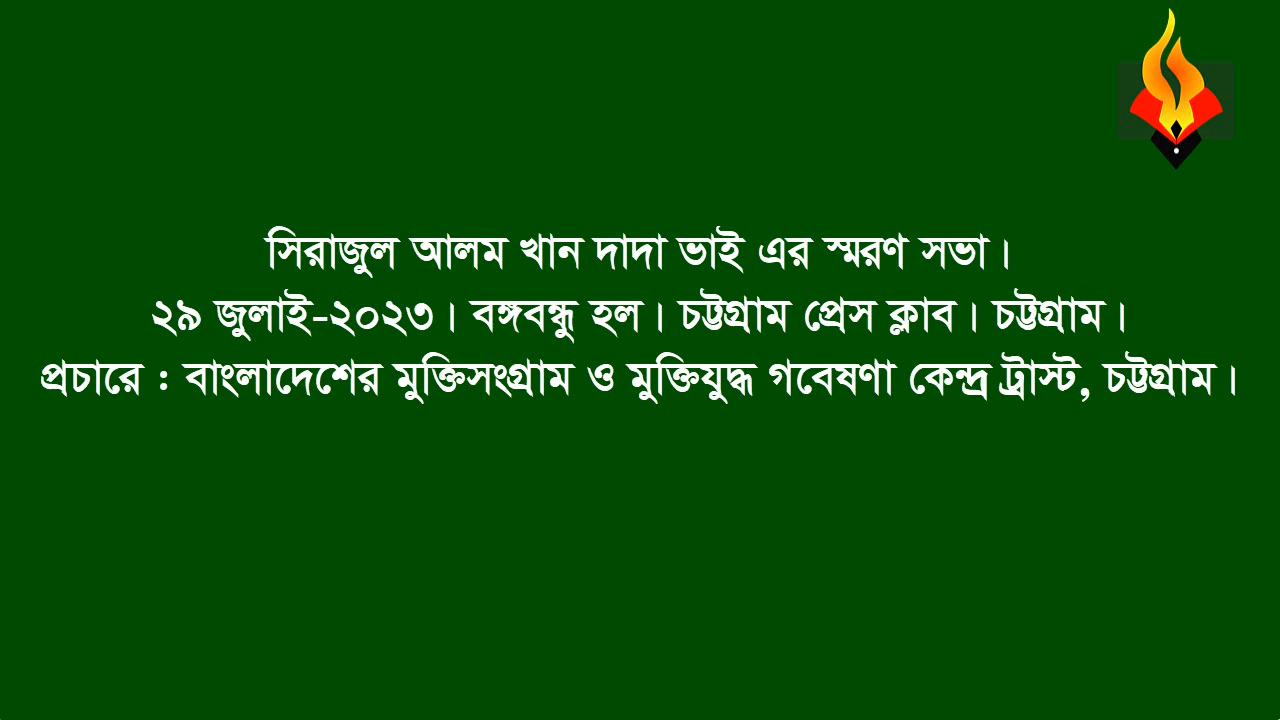 সিরাজুল আলম খান দাদা ভাই এর স্মরণ সভা।
২৯ জুলাই-২০২৩। বঙ্গবন্ধু হল। চট্টগ্রাম প্রেস ক্লাব। চট্টগ্রাম।
প্রচারে : বাংলাদেশের মুক্তিসংগ্রাম ও মুক্তিযুদ্ধ গবেষণা কেন্দ্র ট্রাস্ট, চট্টগ্রাম।